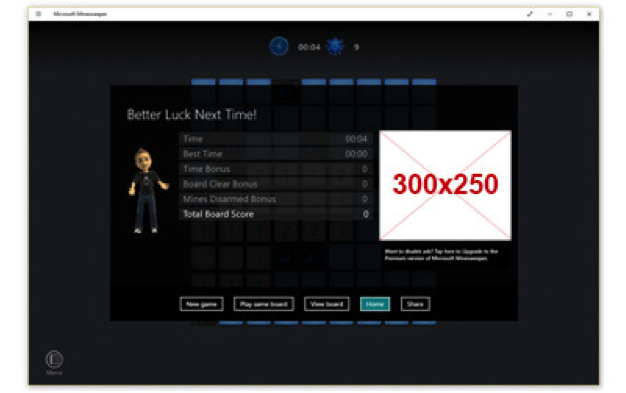 Microsoft Minesweeper
00:04 9
Better Luck Next Time!
Time 00:04
Best Time 00:00
Time Bonus 0
Board Clear Bonus 0
Mines Disarmed Bonus 0
Total Board Score 0
300x250
Want to disable ads? Tap here to Upgrade to the
Premium version of Microsoft Minesweeper.
New game Play same board View board Home Share
Menu